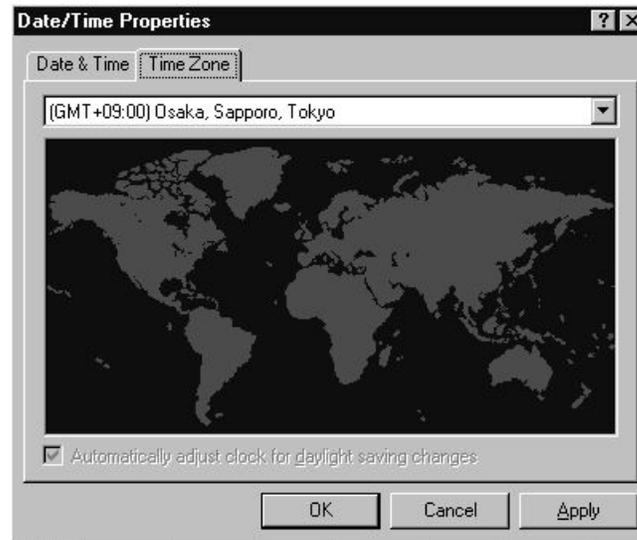 Date/Time Properties
Date & Time Time Zone
(GMT+09:00) Osaka, Sapporo, Tokyo
Automatically adjust clock for daylight saving changes
OK Cancel Apply